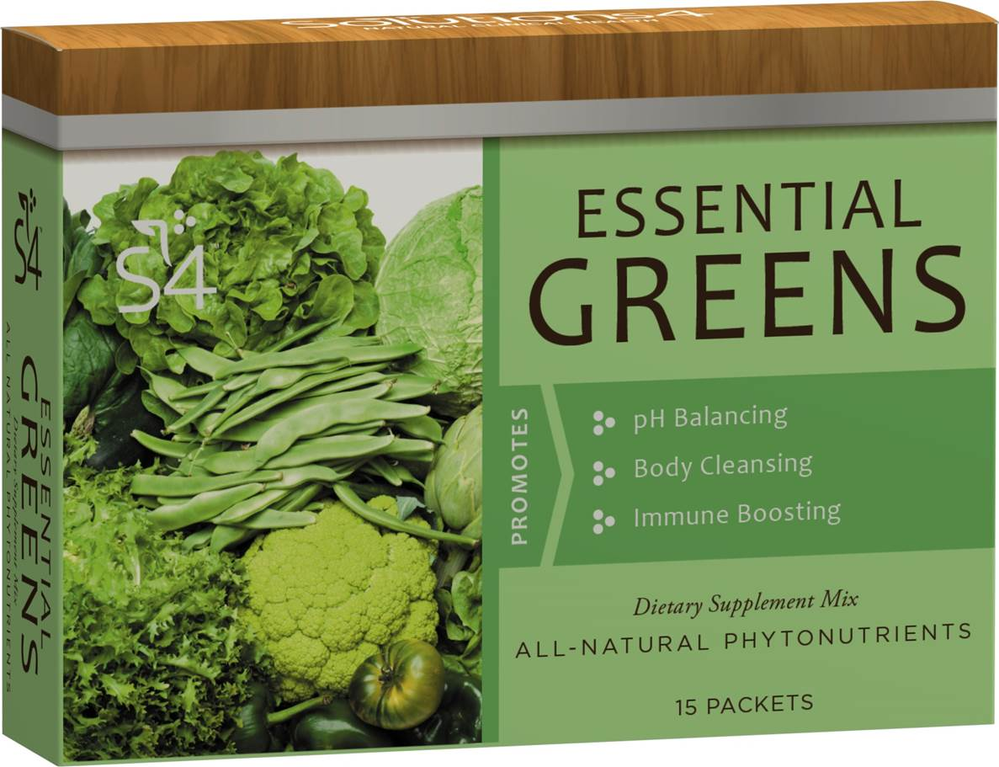 solutions4
NATURAL CLINICAL HEALTH
S4
ESSENTIAL
GREENS
PROMOTES
pH Balancing
Body Cleansing
Immune Boosting
Dietary Supplement Mix
ALL-NATURAL PHYTONUTRIENTS
15 PACKETS
S4
ESSENTIAL
GREENS
Dietary Supplement Mix
ALL NATURAL PHYTONUTRIENTS